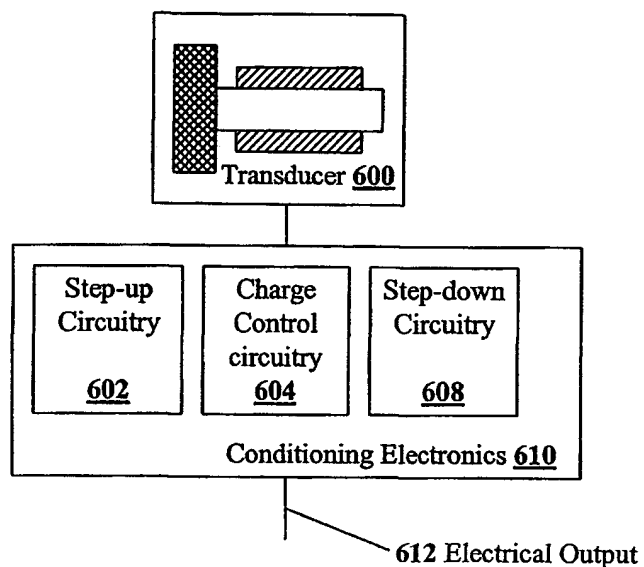 Transducer 600
Step-up
Circuitry
602
Charge
Control
circuitry
604
Step-down
Circuitry
608
Conditioning Electronics 610
612 Electrical Output